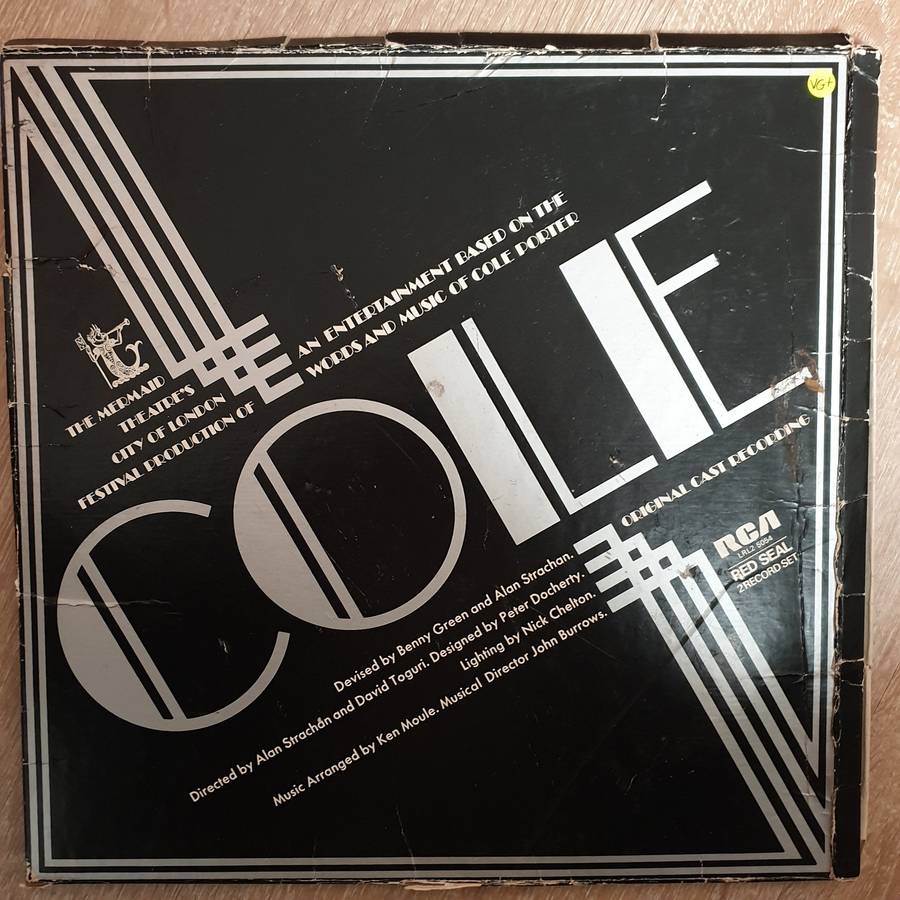 VG+
THE MERMAID
THEATRE'S
CITY OF LONDON
FESTIVAL PRODUCTION OF
AN ENTERTAINMENT BASED ON THE
WORDS AND MUSIC OF COLE PORTER
COLE
ORIGINAL CAST RECORDING
RCA
LRL2 5054
RED SEAL
2 RECORD SET
Devised by Benny Green and Alan Strachan.
Directed by Alan Strachan and David Toguri. Designed by Peter Docherty.
Lighting by Nick Chelton.
Music Arranged by Ken Moule. Musical Director John Burrows.